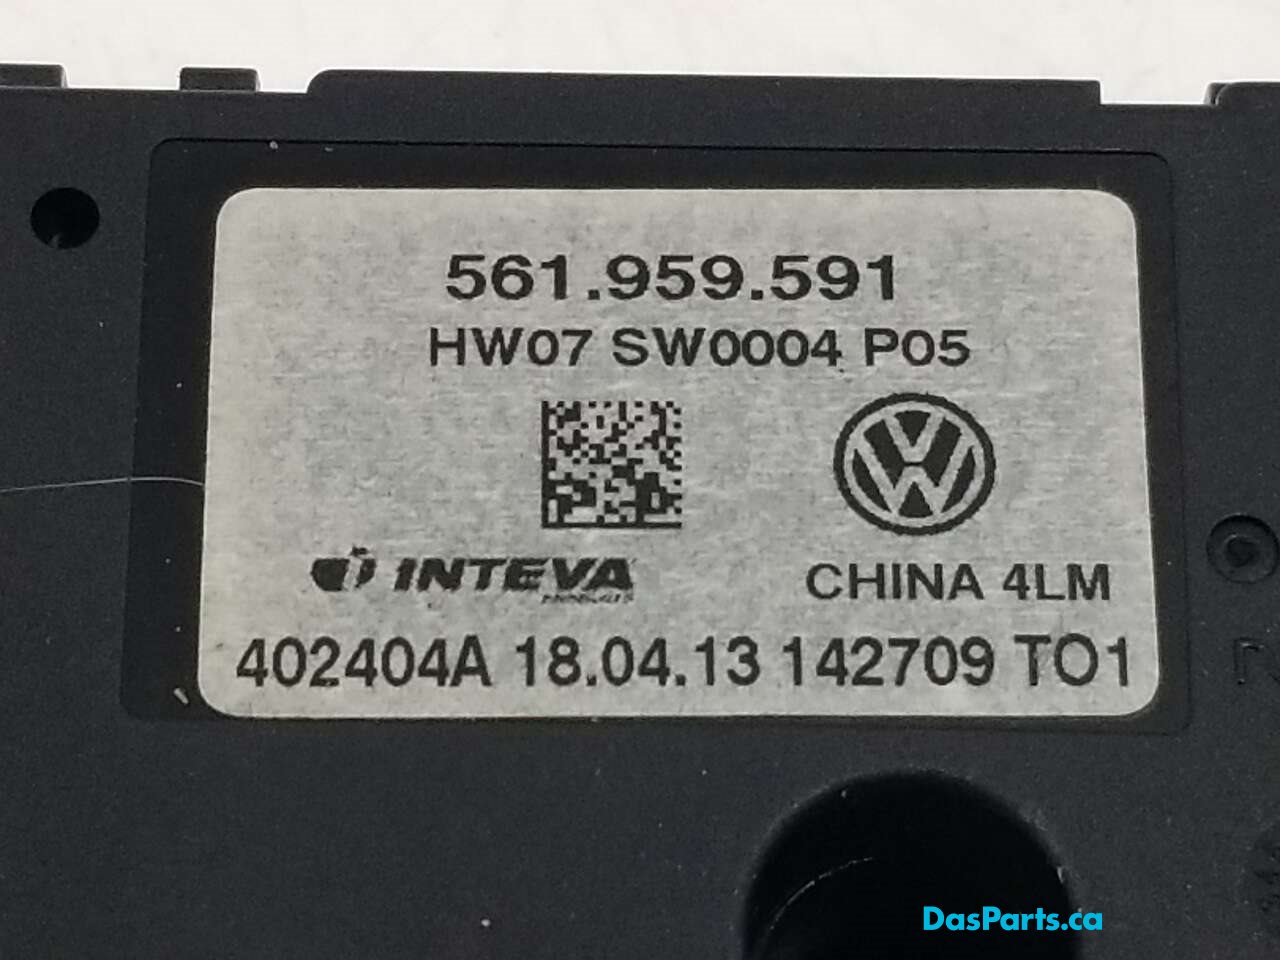 561.959.591
HW07 SW0004 P05
INTEVA
CHINA 4LM
402404A 18.04.13 142709 TO1
DasParts.ca